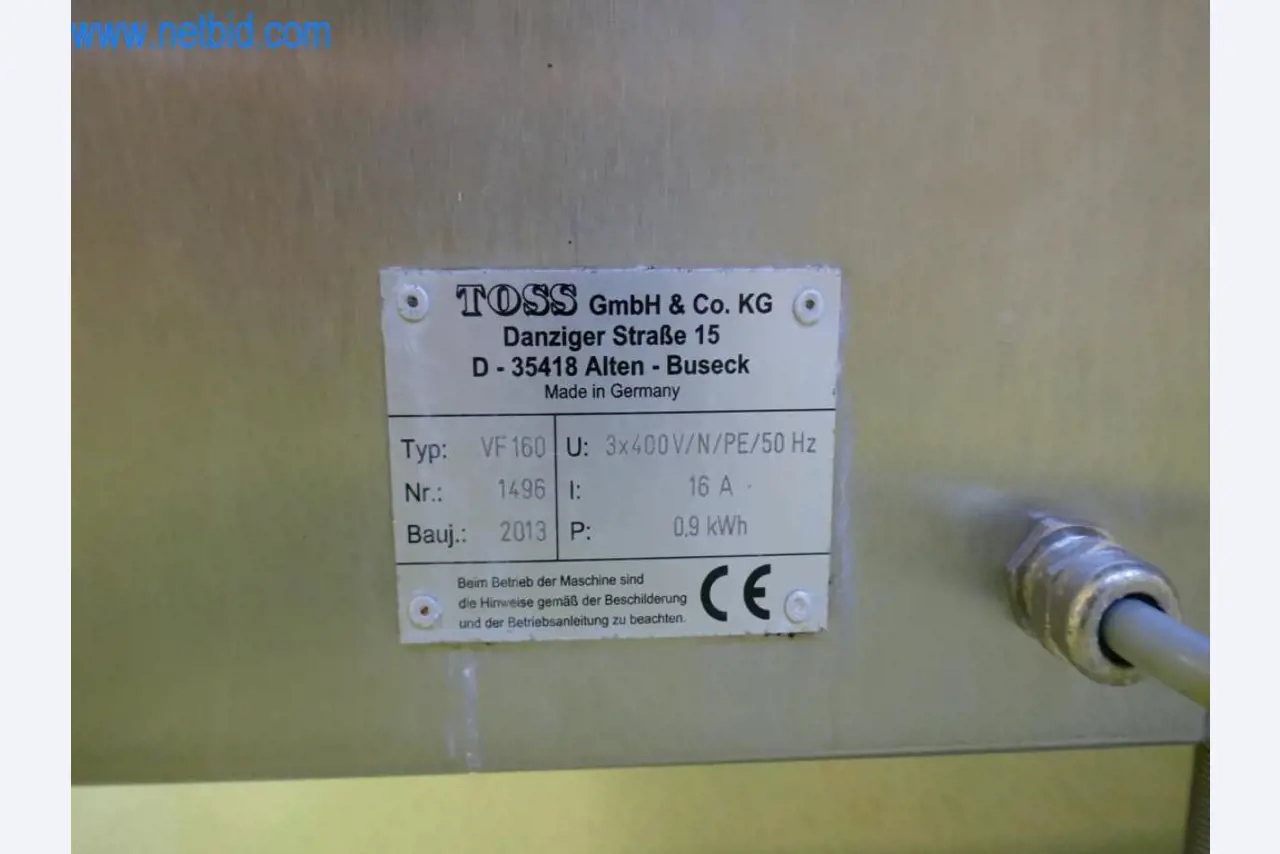 www.netbid.com
TOSS GmbH & Co. KG
Danziger Straße 15
D - 35418 Alten - Buseck
Made in Germany
Typ: VF160 U: 3x400V/N/PE/50 Hz
Nr.: 1496 I: 16 A
Bauj.: 2013 P: 0,9 kWh
Beim Betrieb der Maschine sind
die Hinweise gemäß der Beschilderung
und der Betriebsanleitung zu beachten.
CE